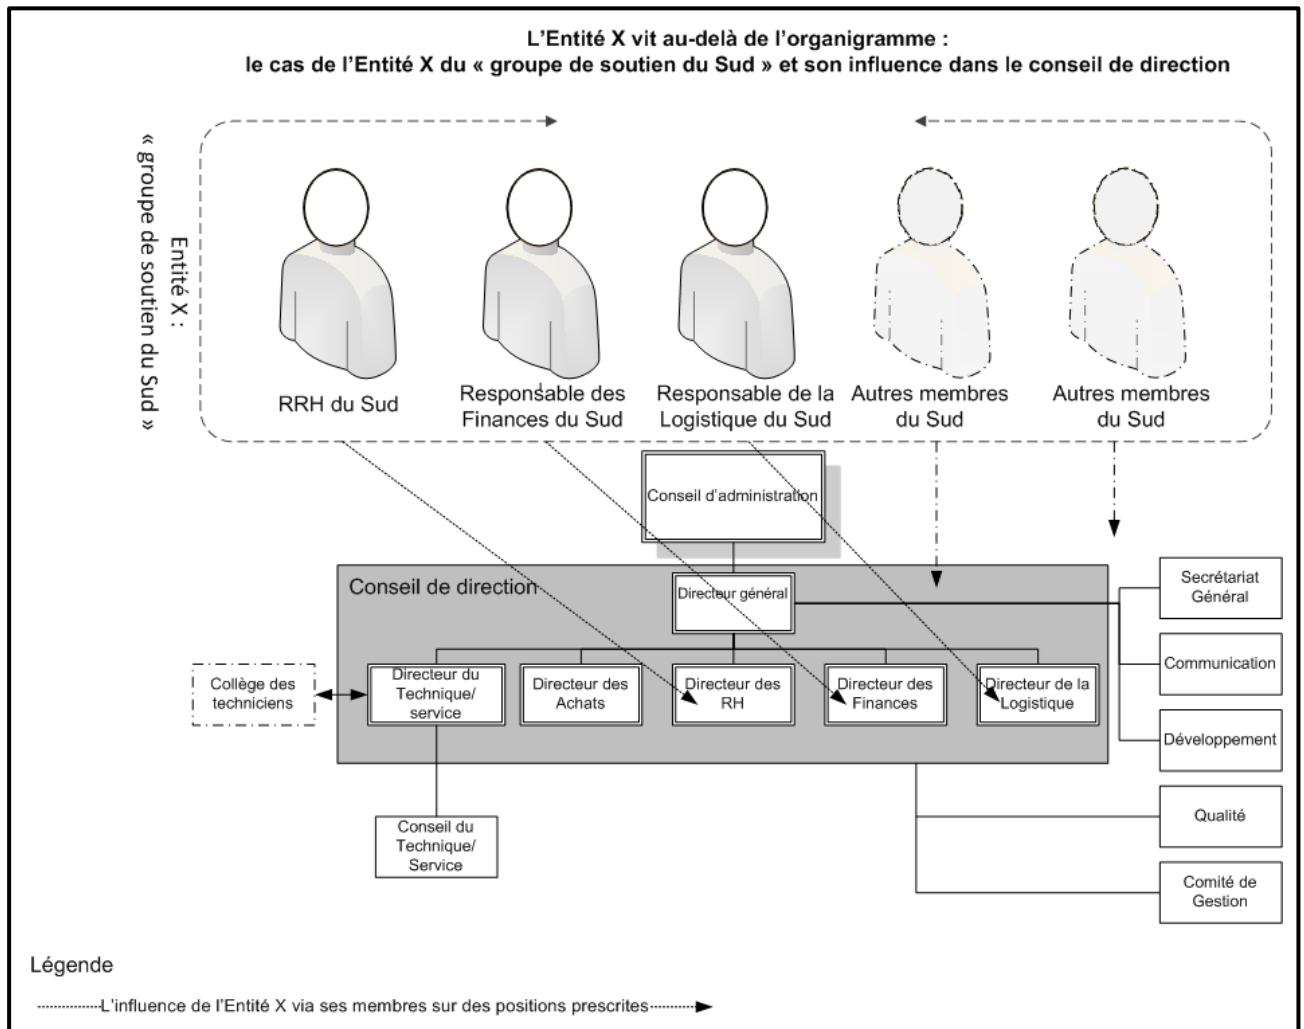 L'Entité X vit au-delà de l'organigramme :
le cas de l'Entité X du « groupe de soutien du Sud » et son influence dans le conseil de direction
Entité X :
« groupe de soutien du Sud »
RRH du Sud
Responsable des
Finances du Sud
Responsable de la
Logistique du Sud
Autres membres
du Sud
Autres membres
du Sud
Conseil d'administration
Conseil de direction
Directeur général
Secrétariat
Général
Communication
Développement
Qualité
Comité de
Gestion
Collège des
techniciens
Directeur du
Technique/
service
Directeur des
Achats
Directeur des
RH
Directeur des
Finances
Directeur de la
Logistique
Conseil du
Technique/
Service
Légende
L'influence de l'Entité X via ses membres sur des positions prescrites